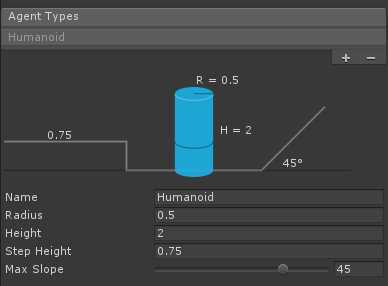 Agent Types
Humanoid
+ −
R = 0.5
0.75
H = 2
45°
Name Humanoid
Radius 0.5
Height 2
Step Height 0.75
Max Slope 45